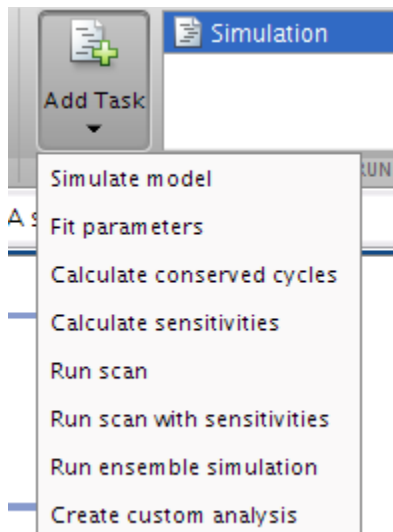 Simulation
Add Task
RUN
Simulate model
A s
Fit parameters
Calculate conserved cycles
Calculate sensitivities
Run scan
Run scan with sensitivities
Run ensemble simulation
Create custom analysis